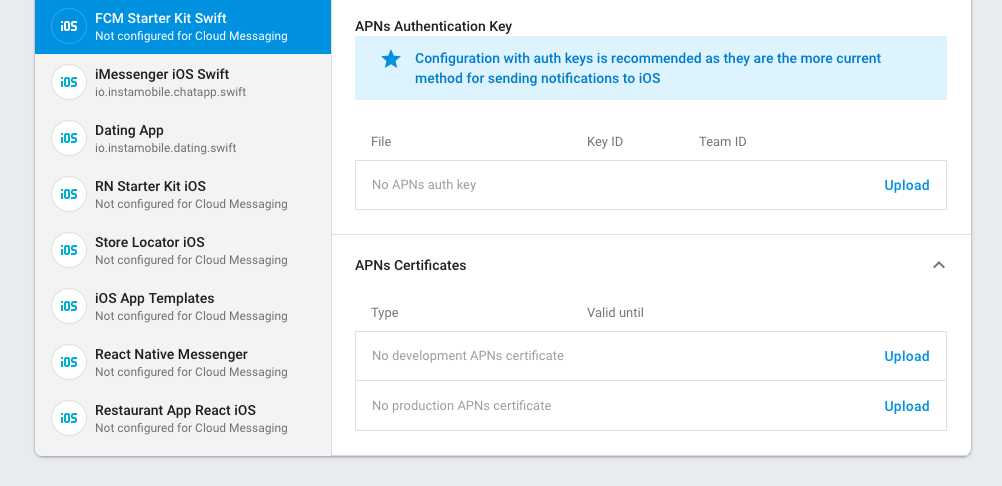 iOS
FCM Starter Kit Swift
Not configured for Cloud Messaging
iOS
iMessenger iOS Swift
io.instamobile.chatapp.swift
iOS
Dating App
io.instamobile.dating.swift
iOS
RN Starter Kit iOS
Not configured for Cloud Messaging
iOS
Store Locator iOS
Not configured for Cloud Messaging
iOS
iOS App Templates
Not configured for Cloud Messaging
iOS
React Native Messenger
Not configured for Cloud Messaging
iOS
Restaurant App React iOS
Not configured for Cloud Messaging
APNs Authentication Key
Configuration with auth keys is recommended as they are the more current
method for sending notifications to iOS
File Key ID Team ID
No APNs auth key Upload
APNs Certificates
Type Valid until
No development APNs certificate Upload
No production APNs certificate Upload